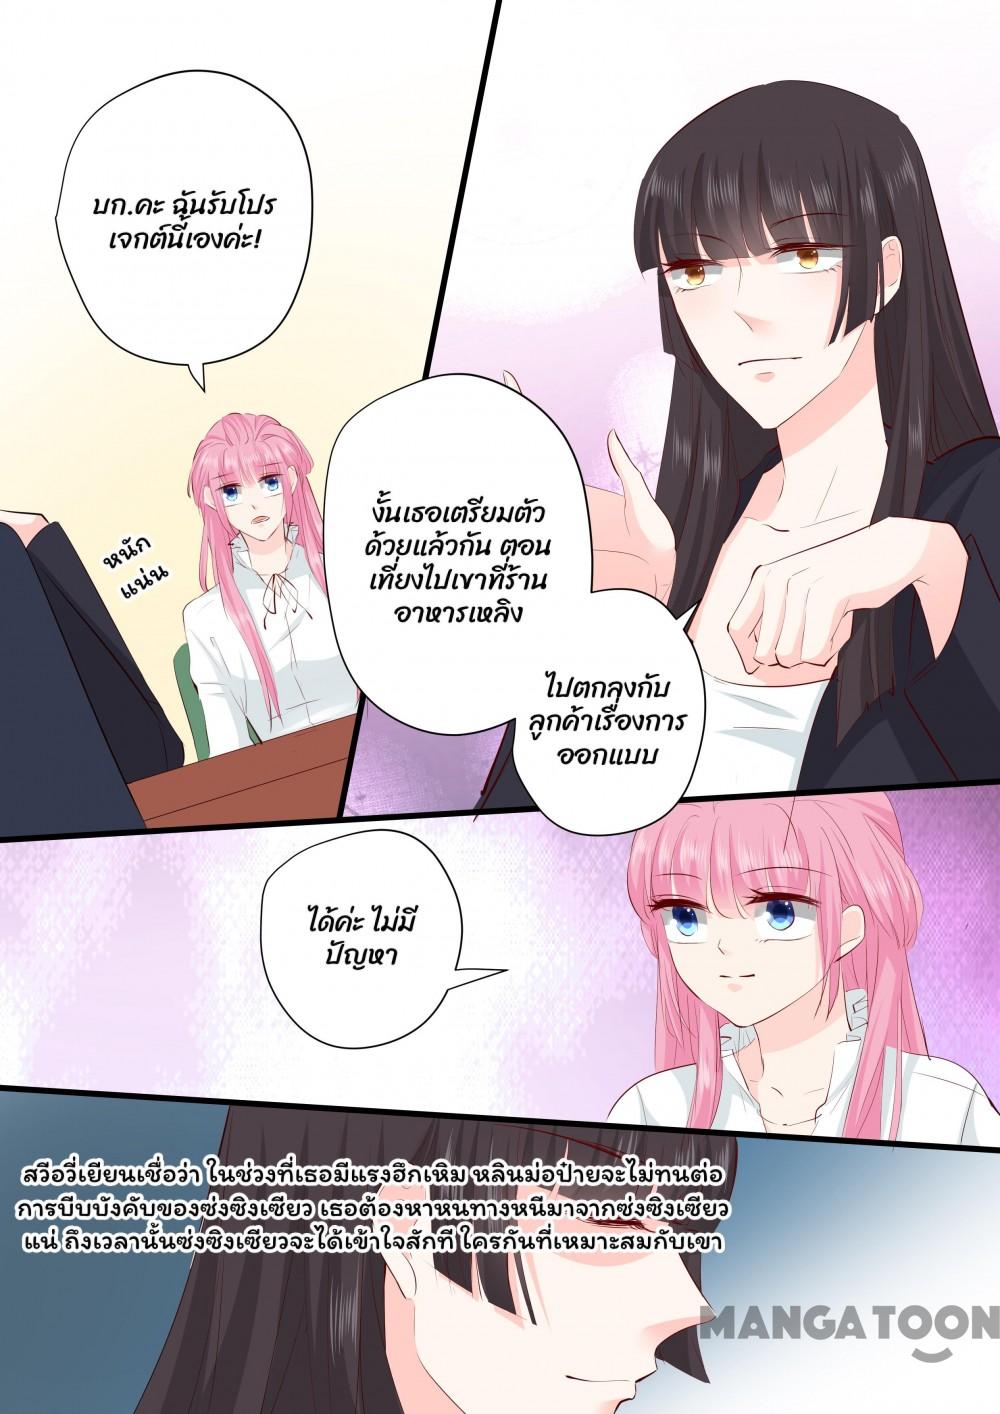 บก.คะ ฉันรับโปร
เจกต์นี้เองค่ะ!
หนัก
แน่น
งั้นเธอเตรียมตัว
ด้วยแล้วกัน ตอน
เที่ยงไปเขาที่ร้าน
อาหารเหลิง
ไปตกลุงกับ
ลูกค้าเรื่องการ
ออกแบบ
ได้ค่ะ ไม่มี
ปัญหา
สวีอวี่เยียนเชื่อว่า ในช่วงที่เธอมีแรงฮึกเหิม หลินม่อป๋ายจะไม่ทนต่อ
การบีบบังคับของซ่งซิงเซียว เธอต้องหาหนทางหนีมาจากซ่งซิงเซียว
แน่ ถึงเวลานั้นซ่งซิงเซียวจะได้เข้าใจสักที ใครกันที่เหมาะสมกับเขา
MANGATOON